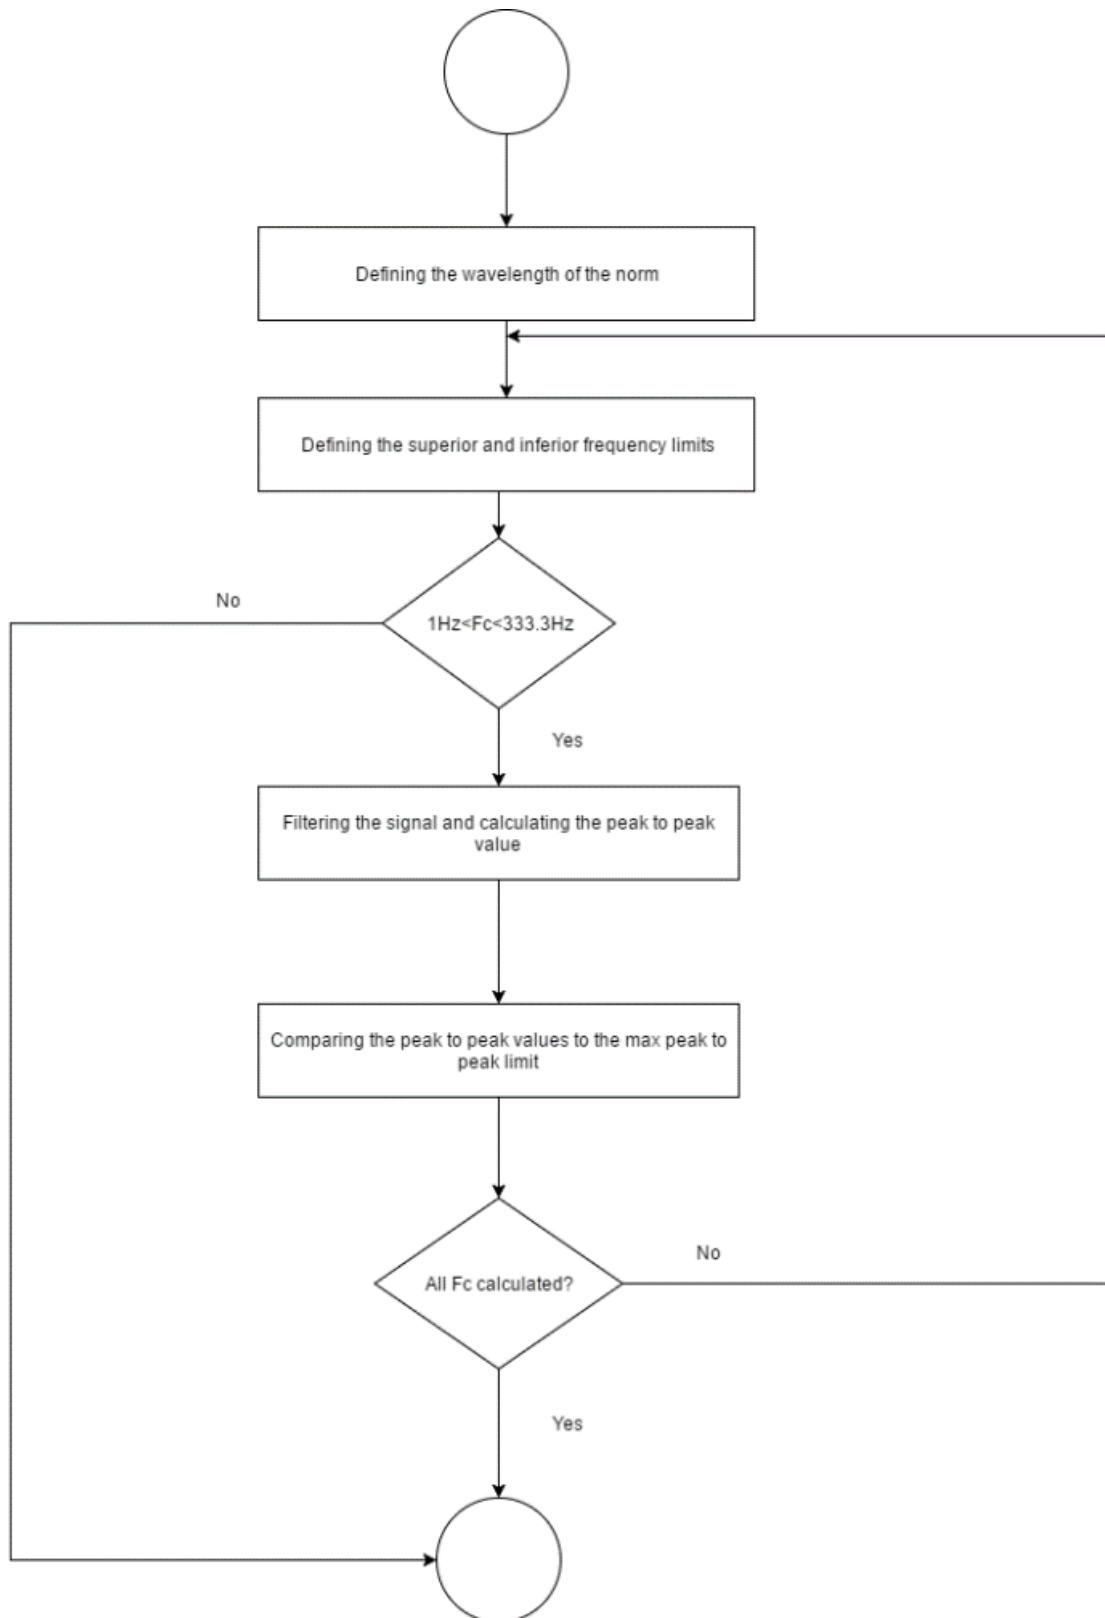 Defining the wavelength of the norm
Defining the superior and inferior frequency limits
No
1Hz<Fc<333.3Hz
Yes
Filtering the signal and calculating the peak to peak
value
Comparing the peak to peak values to the max peak to
peak limit
No
All Fc calculated?
Yes